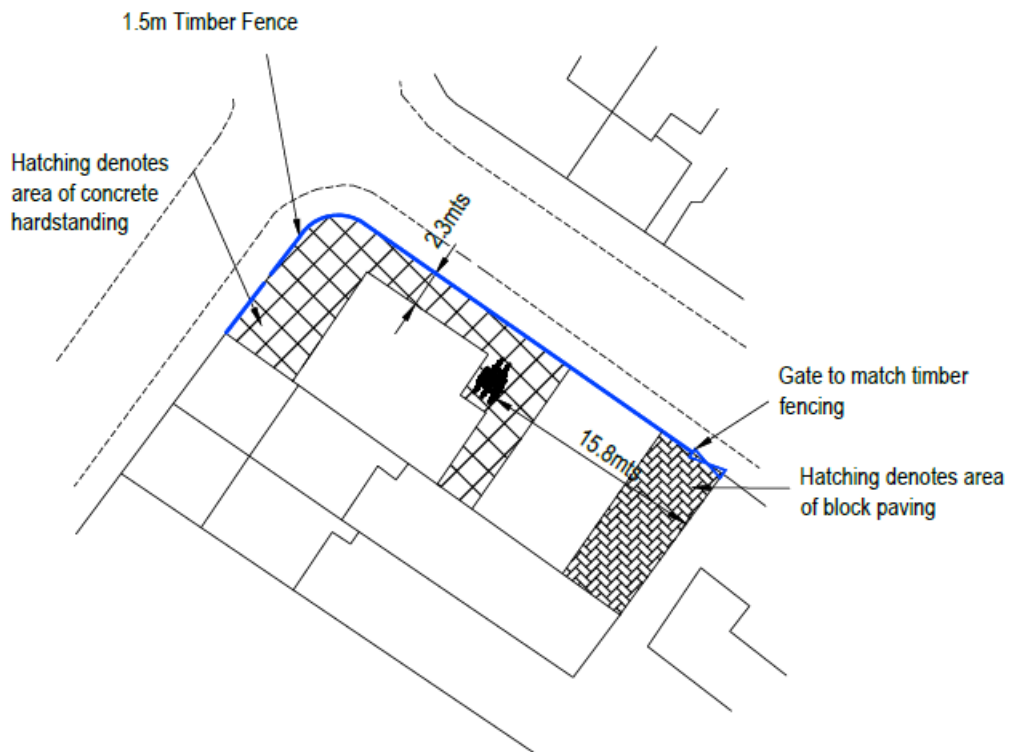 1.5m Timber Fence
Hatching denotes
area of concrete
hardstanding
2.3mts
Gate to match timber
fencing
15.8mts
Hatching denotes area
of block paving